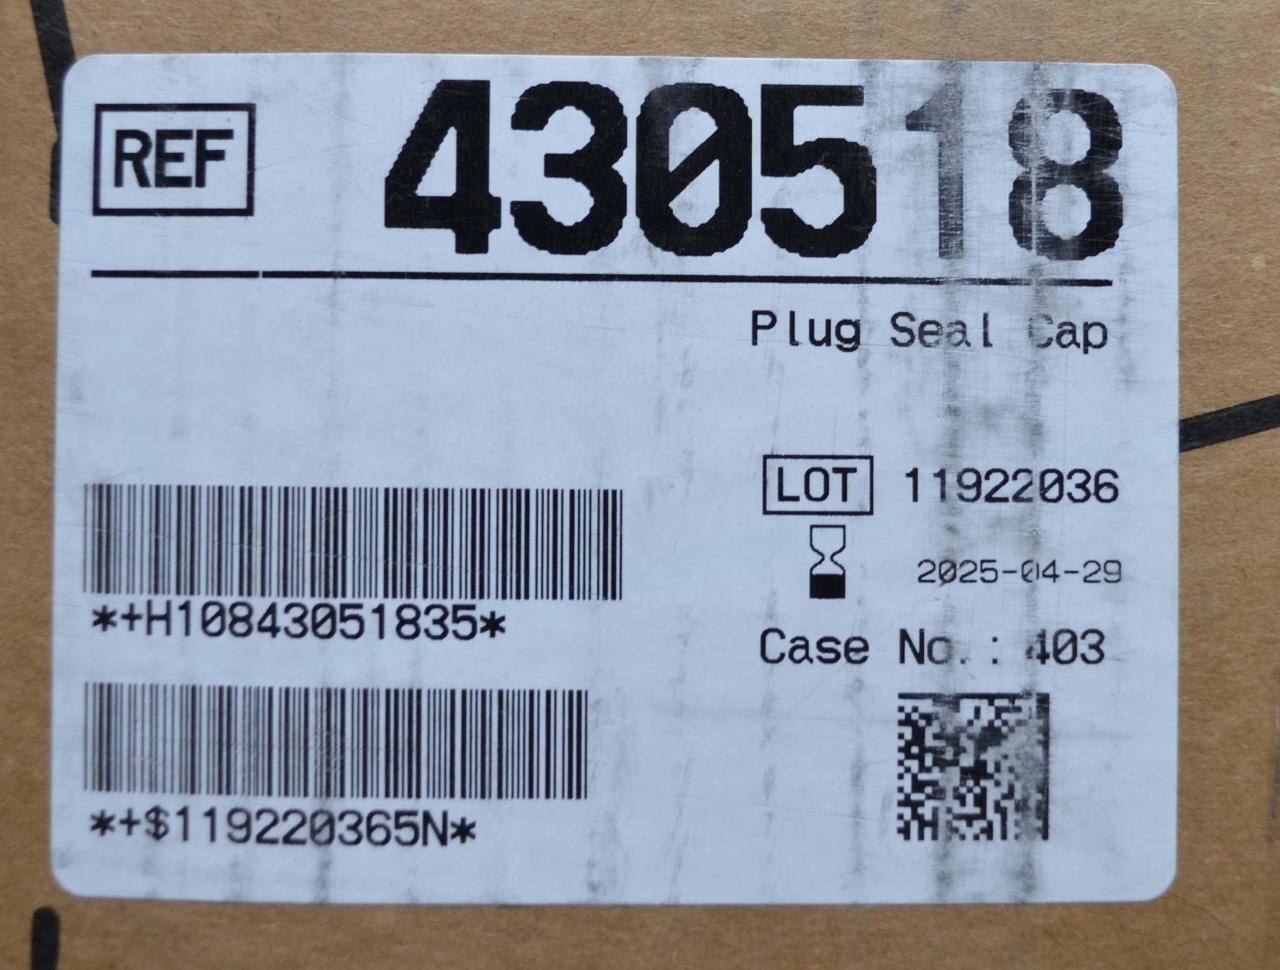 REF 430518
Plug Seal Cap
LOT 11922036
2025-04-29
Case No.: 403
*+H10843051835*
*+$119220365N*